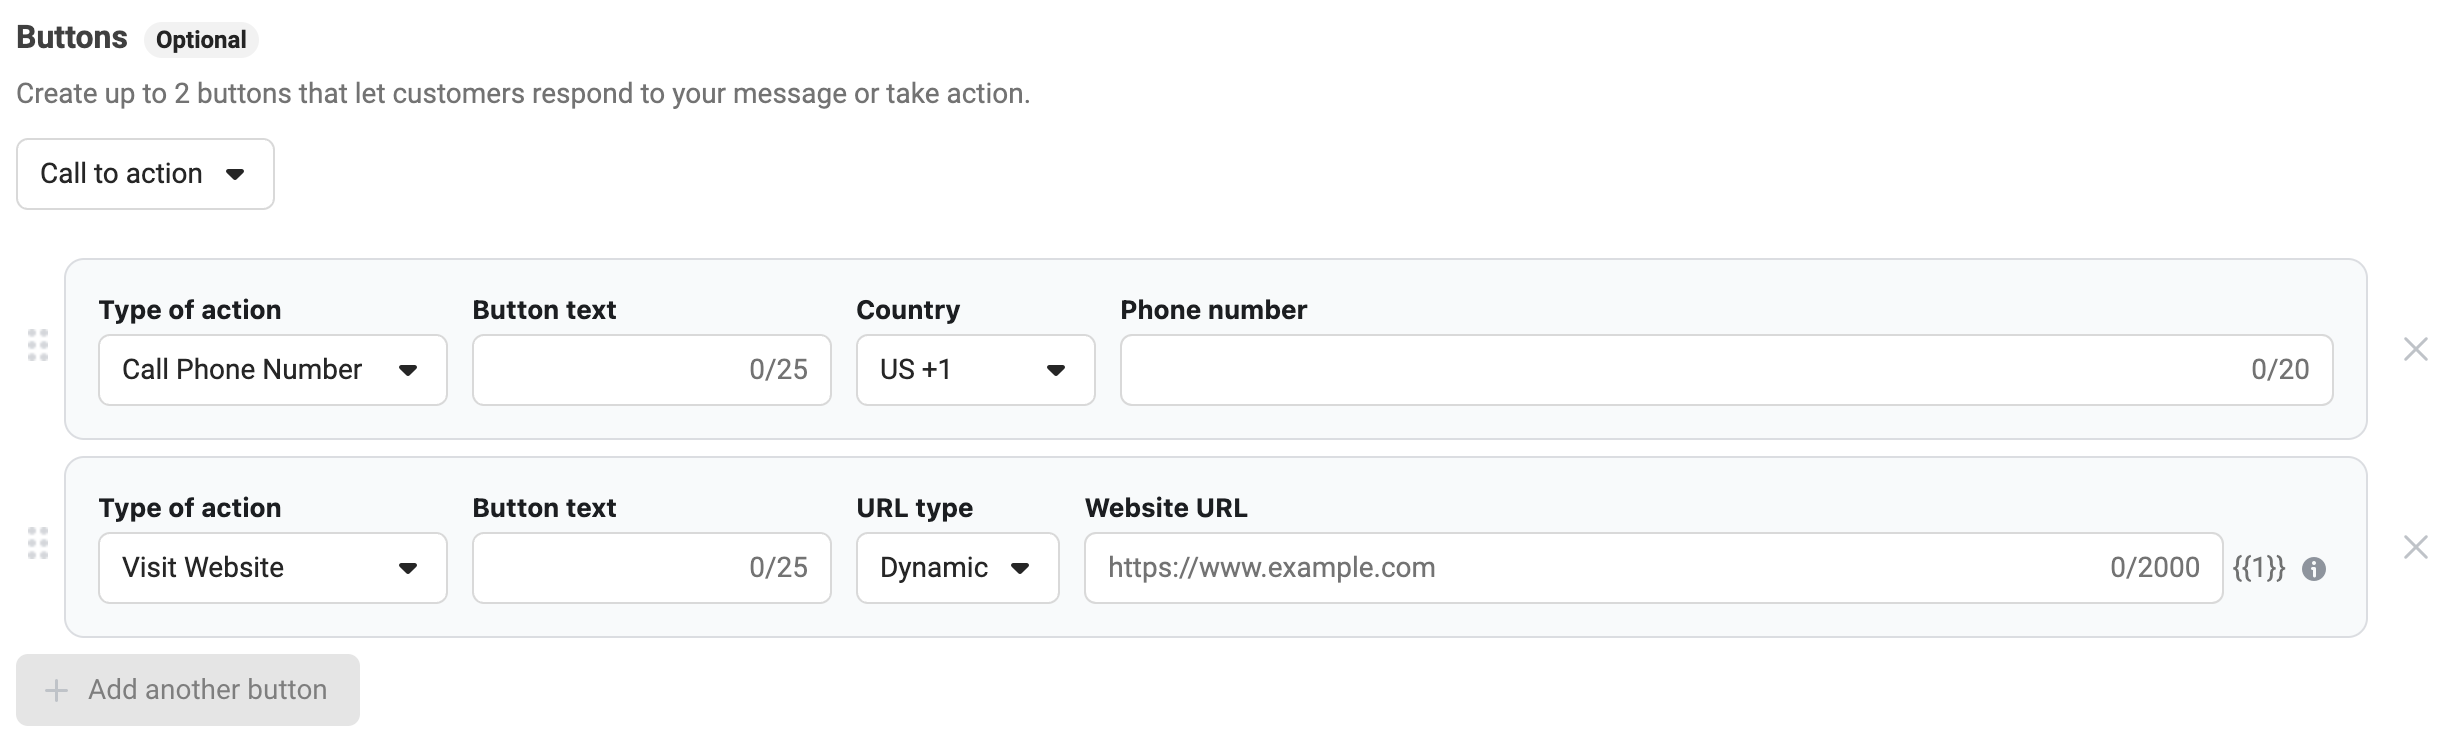 Buttons Optional
Create up to 2 buttons that let customers respond to your message or take action.
Call to action
Type of action Button text Country Phone number
Call Phone Number 0/25 US +1 0/20
Type of action Button text URL type Website URL
Visit Website 0/25 Dynamic https://www.example.com 0/2000 {{1}}
Add another button